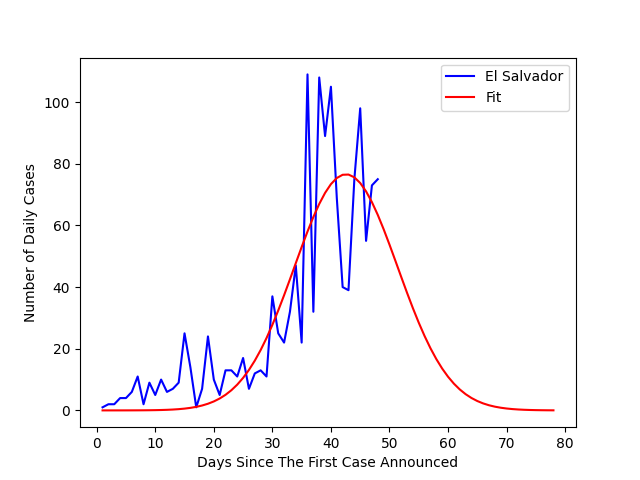 El Salvador
Fit
Number of Daily Cases
100
80
60
40
20
0
0 10 20 30 40 50 60 70 80
Days Since The First Case Announced